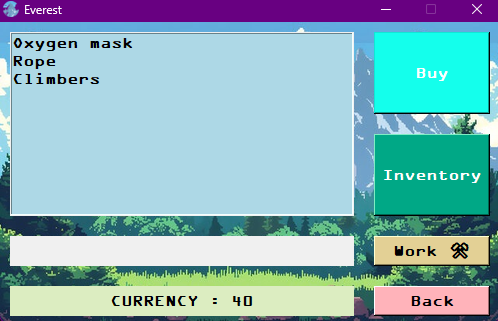 Everest
Oxygen mask
Rope
Climbers
Buy
Inventory
Work
CURRENCY : 40
Back